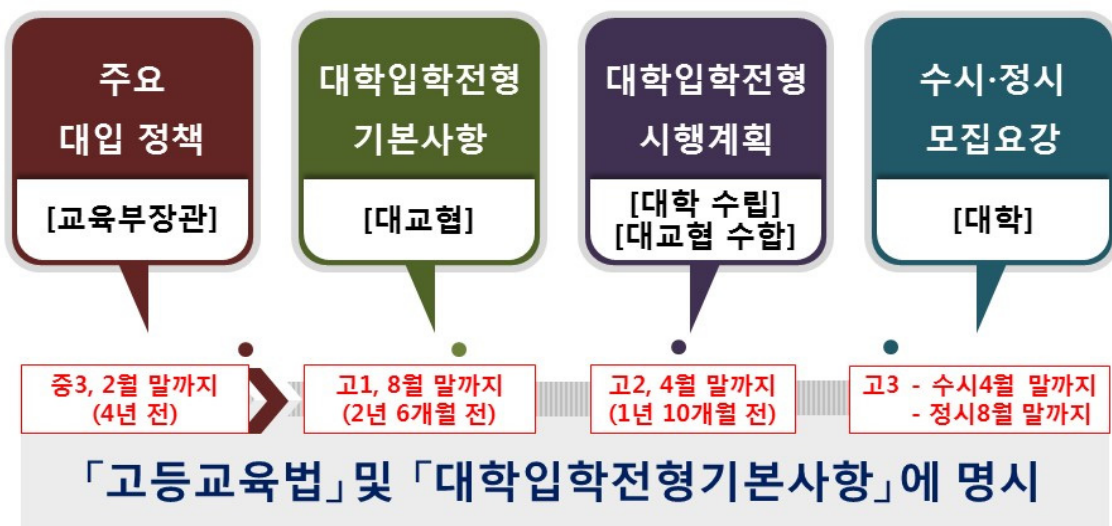 주요
대입 정책
[교육부장관]
대학입학전형
기본사항
[대교협]
대학입학전형
시행계획
[대학 수립]
[대교협 수합]
수시·정시
모집요강
[대학]
중3, 2월 말까지
(4년 전)
고1, 8월 말까지
(2년 6개월 전)
고2, 4월 말까지
(1년 10개월 전)
고3 - 수시4월 말까지
- 정시8월 말까지
「고등교육법」및 「대학입학전형기본사항」에 명시